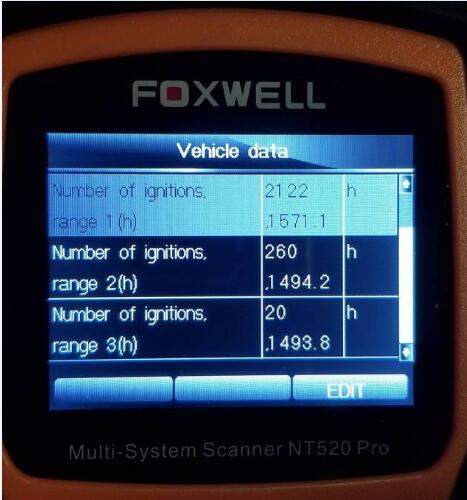 FOXWELL
Vehicle data
Number of ignitions, 2122 h
range 1(h) ,1571.1
Number of ignitions, 260 h
range 2(h) ,1494.2
Number of ignitions, 20 h
range 3(h) ,1493.8
EDIT
Multi-System Scanner NT520 Pro